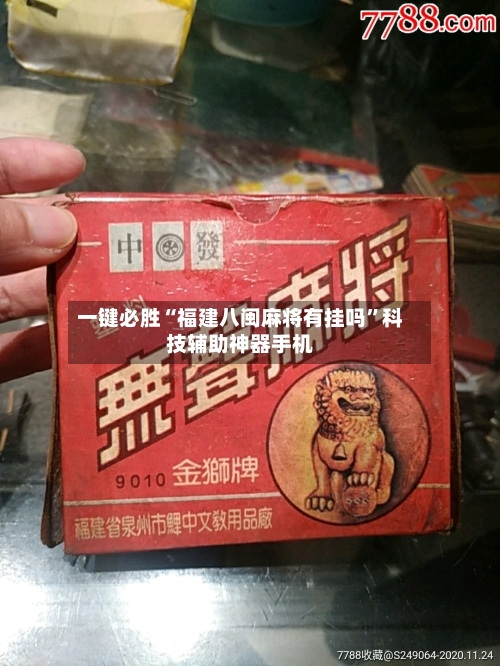 7788.com
中 發
無聲麻將
一键必胜“福建八闽麻将有挂吗”科
技辅助神器手机
9010 金獅牌
福建省泉州市鯉中文教用品廠
7788收藏@S249064-2020.11.24